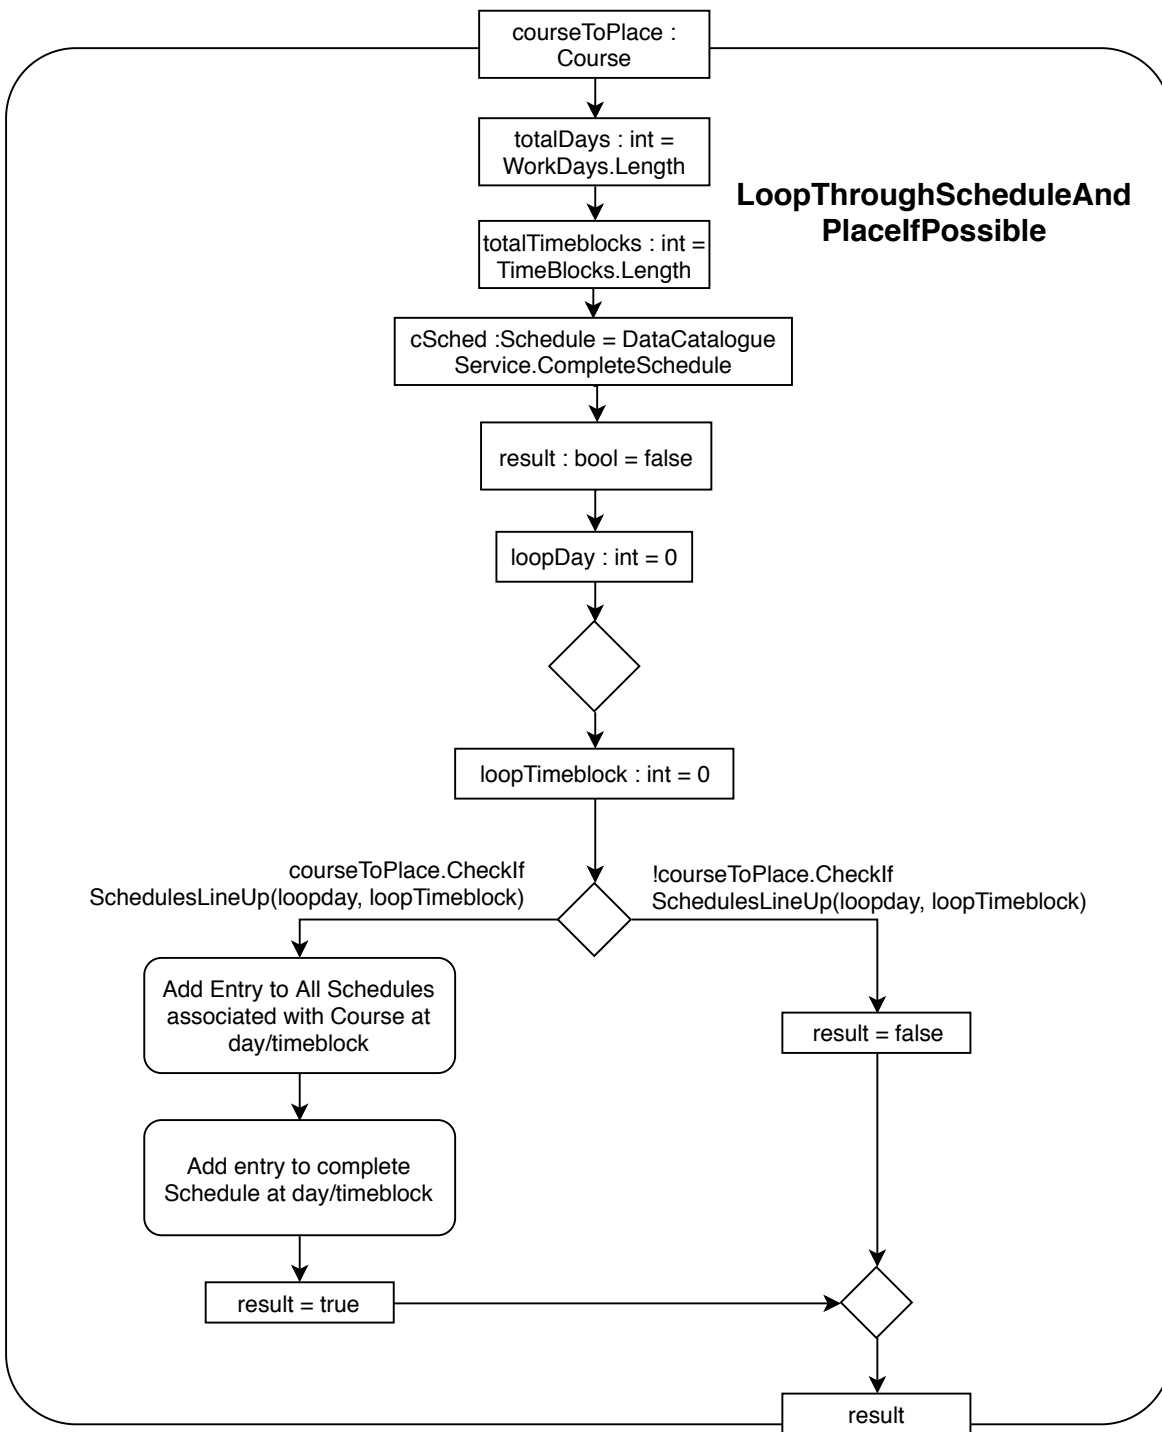 courseToPlace :
Course
totalDays : int =
WorkDays.Length
LoopThroughScheduleAnd
PlaceIfPossible
totalTimeblocks : int =
TimeBlocks.Length
cSched :Schedule = DataCatalogue
Service.CompleteSchedule
result : bool = false
loopDay : int = 0
loopTimeblock : int = 0
courseToPlace.CheckIf
SchedulesLineUp(loopday, loopTimeblock)
!courseToPlace.CheckIf
SchedulesLineUp(loopday, loopTimeblock)
Add Entry to All Schedules
associated with Course at
day/timeblock
result = false
Add entry to complete
Schedule at day/timeblock
result = true
result